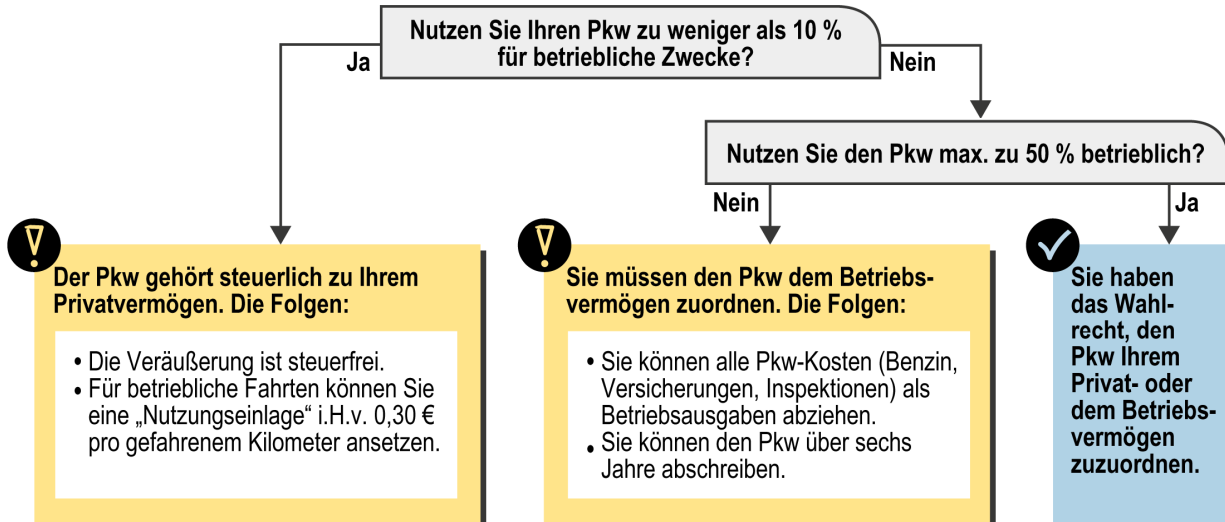 Nutzen Sie Ihren Pkw zu weniger als 10 %
für betriebliche Zwecke?
Ja
Nein
Nutzen Sie den Pkw max. zu 50 % betrieblich?
Nein
Ja
Der Pkw gehört steuerlich zu Ihrem
Privatvermögen. Die Folgen:
• Die Veräußerung ist steuerfrei.
• Für betriebliche Fahrten können Sie
eine „Nutzungseinlage“ i.H.v. 0,30 €
pro gefahrenem Kilometer ansetzen.
Sie müssen den Pkw dem Betriebs-
vermögen zuordnen. Die Folgen:
• Sie können alle Pkw-Kosten (Benzin,
Versicherungen, Inspektionen) als
Betriebsausgaben abziehen.
• Sie können den Pkw über sechs
Jahre abschreiben.
Sie haben
das Wahl-
recht, den
Pkw Ihrem
Privat- oder
dem Betriebs-
vermögen
zuzuordnen.